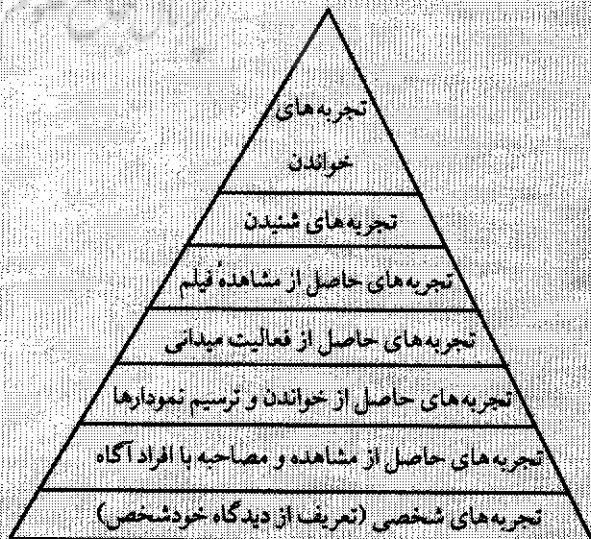 تجربه‌های
خواندن
تجربه‌های شنیدن
تجربه‌های حاصل از مشاهدهٔ فیلم
تجربه‌های حاصل از فعالیت میدانی
تجربه‌های حاصل از خواندن و ترسیم نمودارها
تجربه‌های حاصل از مشاهده و مصاحبه با افراد آگاه
تجربه‌های شخصی (تعریف از دیدگاه خودشخص)